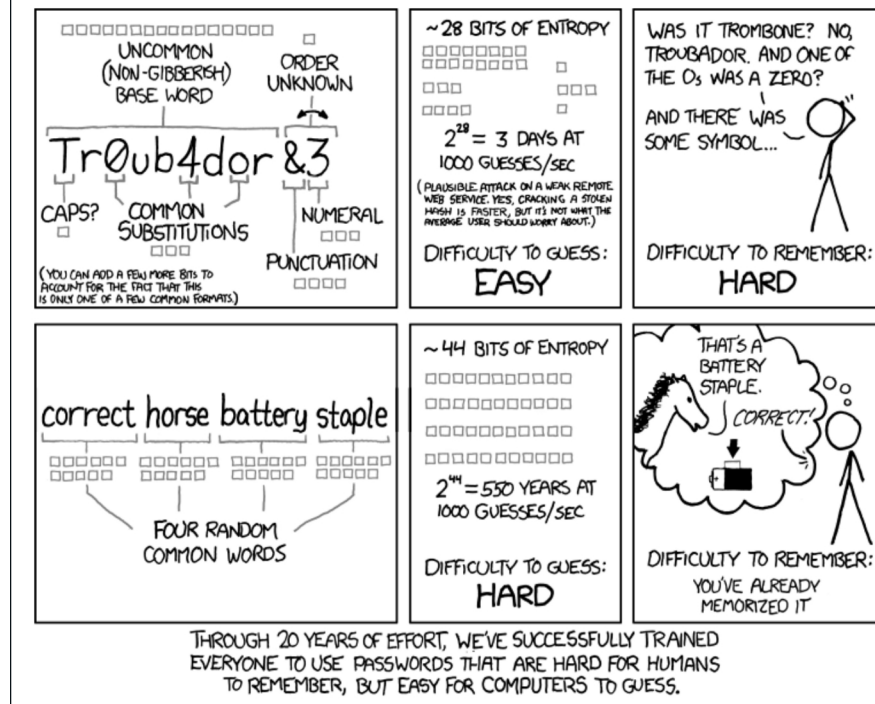 UNCOMMON
(NON-GIBBERISH)
BASE WORD
ORDER
UNKNOWN
Tr0ub4dor &3
CAPS?
COMMON
SUBSTITUTIONS
NUMERAL
PUNCTUATION
(YOU CAN ADD A FEW MORE BITS TO
ACCOUNT FOR THE FACT THAT THIS
IS ONLY ONE OF A FEW COMMON FORMATS.)
~28 BITS OF ENTROPY
2²⁸ = 3 DAYS AT
1000 GUESSES/SEC
(PLAUSIBLE ATTACK ON A WEAK REMOTE
WEB SERVICE. YES, CRACKING A STOLEN
HASH IS FASTER, BUT IT'S NOT WHAT THE
AVERAGE USER SHOULD WORRY ABOUT.)
DIFFICULTY TO GUESS:
EASY
WAS IT TROMBONE? NO,
TROUBADOR. AND ONE OF
THE Os WAS A ZERO?
AND THERE WAS
SOME SYMBOL...
DIFFICULTY TO REMEMBER:
HARD
correct horse battery staple
FOUR RANDOM
COMMON WORDS
~44 BITS OF ENTROPY
2⁴⁴ = 550 YEARS AT
1000 GUESSES/SEC
DIFFICULTY TO GUESS:
HARD
THAT'S A
BATTERY
STAPLE.
CORRECT!
+
DIFFICULTY TO REMEMBER:
YOU'VE ALREADY
MEMORIZED IT
THROUGH 20 YEARS OF EFFORT, WE'VE SUCCESSFULLY TRAINED
EVERYONE TO USE PASSWORDS THAT ARE HARD FOR HUMANS
TO REMEMBER, BUT EASY FOR COMPUTERS TO GUESS.